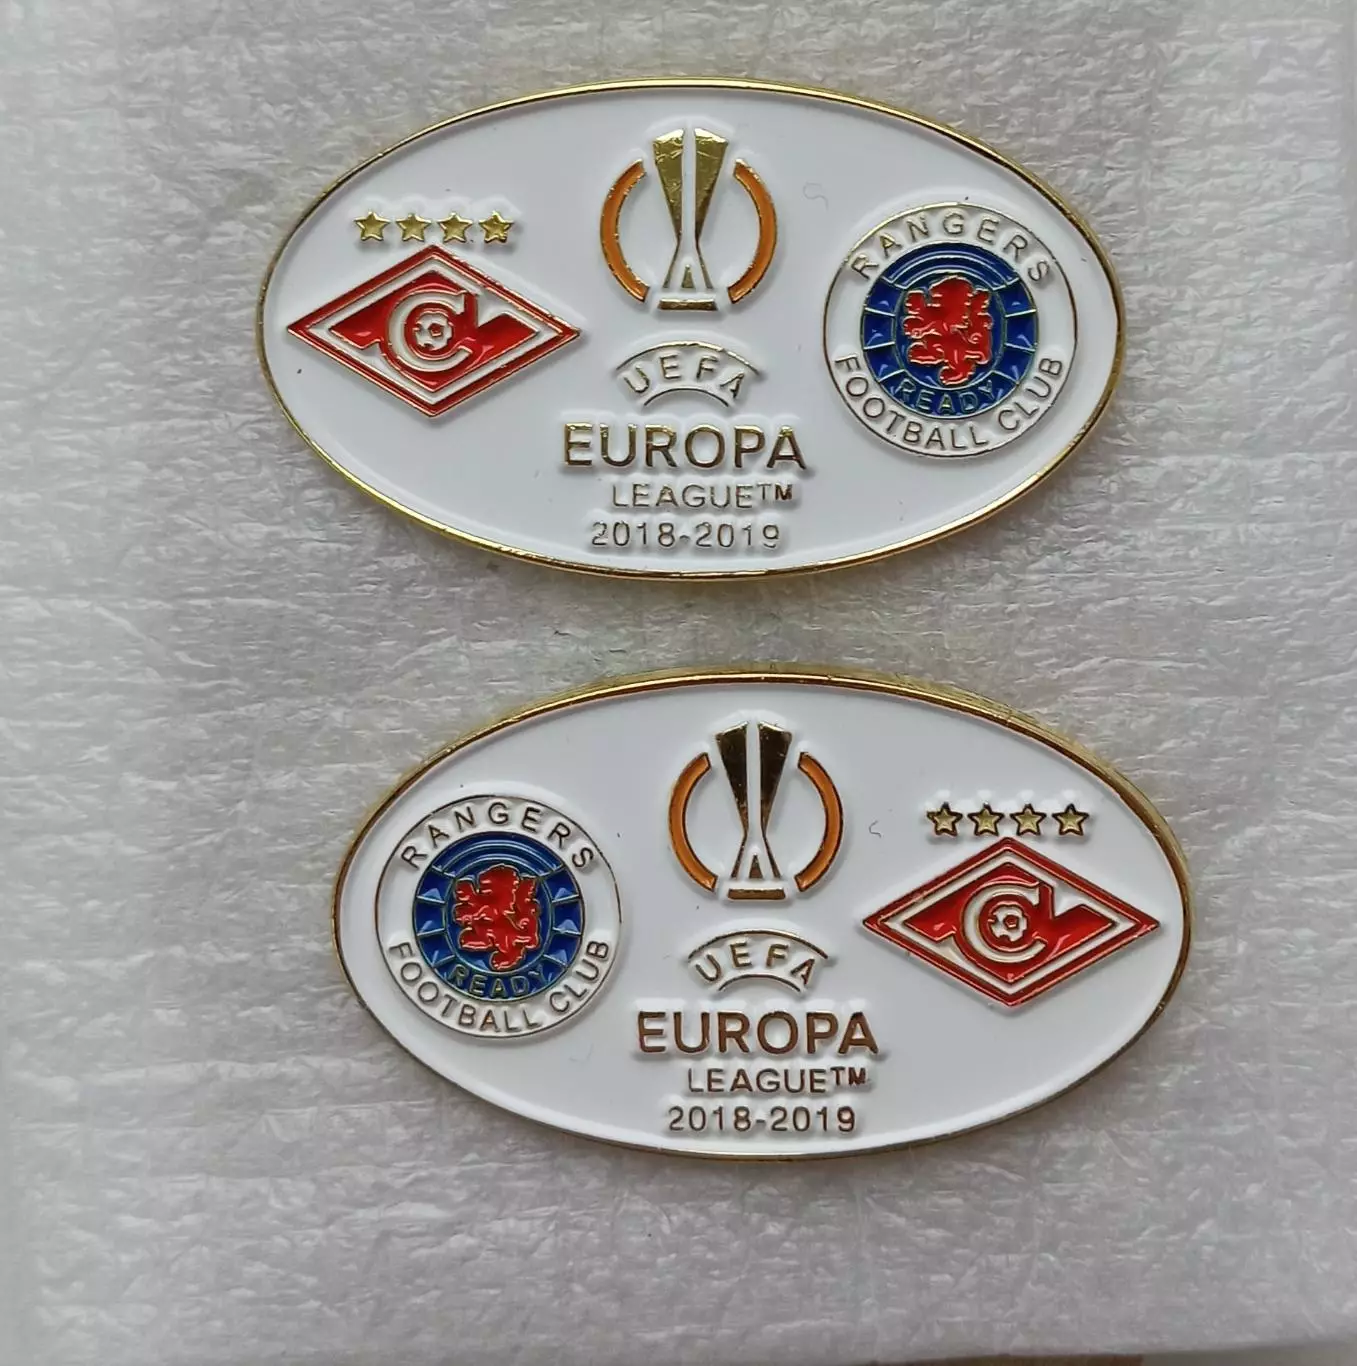 RANGERS
READY
FOOTBALL CLUB
UEFA
EUROPA
LEAGUE™
2018-2019
RANGERS
READY
FOOTBALL CLUB
UEFA
EUROPA
LEAGUE™
2018-2019